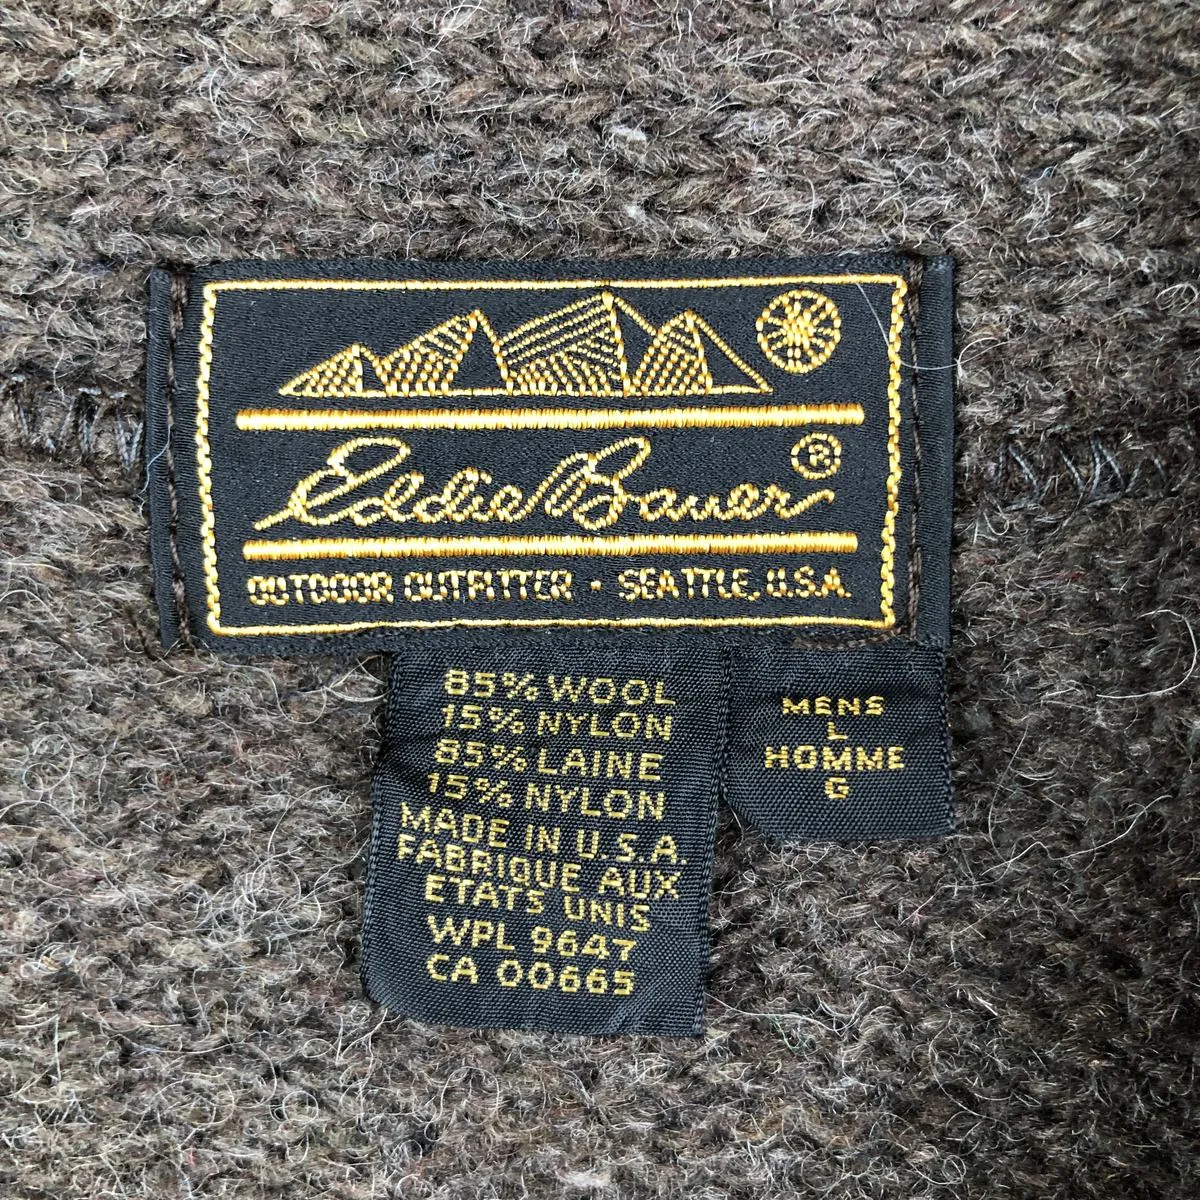 Eddie Bauer ®
OUTDOOR OUTFITTER · SEATTLE, U.S.A.
85% WOOL
15% NYLON
85% LAINE
15% NYLON
MADE IN U.S.A.
FABRIQUE AUX
ETATS UNIS
WPL 9647
CA 00665
MENS
L
HOMME
G